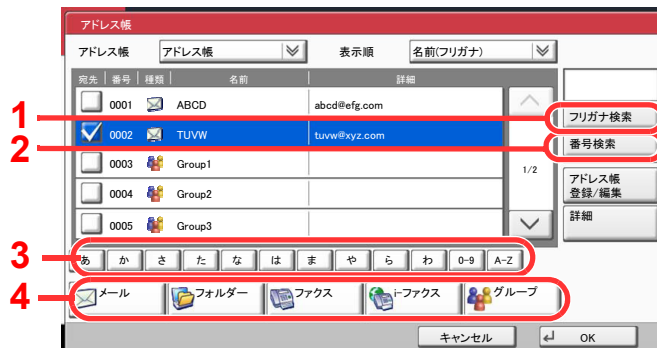 アドレス帳
アドレス帳 アドレス帳 表示順 名前(フリガナ)
宛先 番号 種類 名前 詳細
0001 ABCD abcd@efg.com
1 フリガナ検索
0002 TUVW tuvw@xyz.com
2 番号検索
0003 Group1 1/2
アドレス帳
登録/編集
0004 Group2
0005 Group3 詳細
3 あ か さ た な は ま や ら わ 0-9 A-Z
4 メール フォルダー ファクス i-ファクス グループ
キャンセル OK